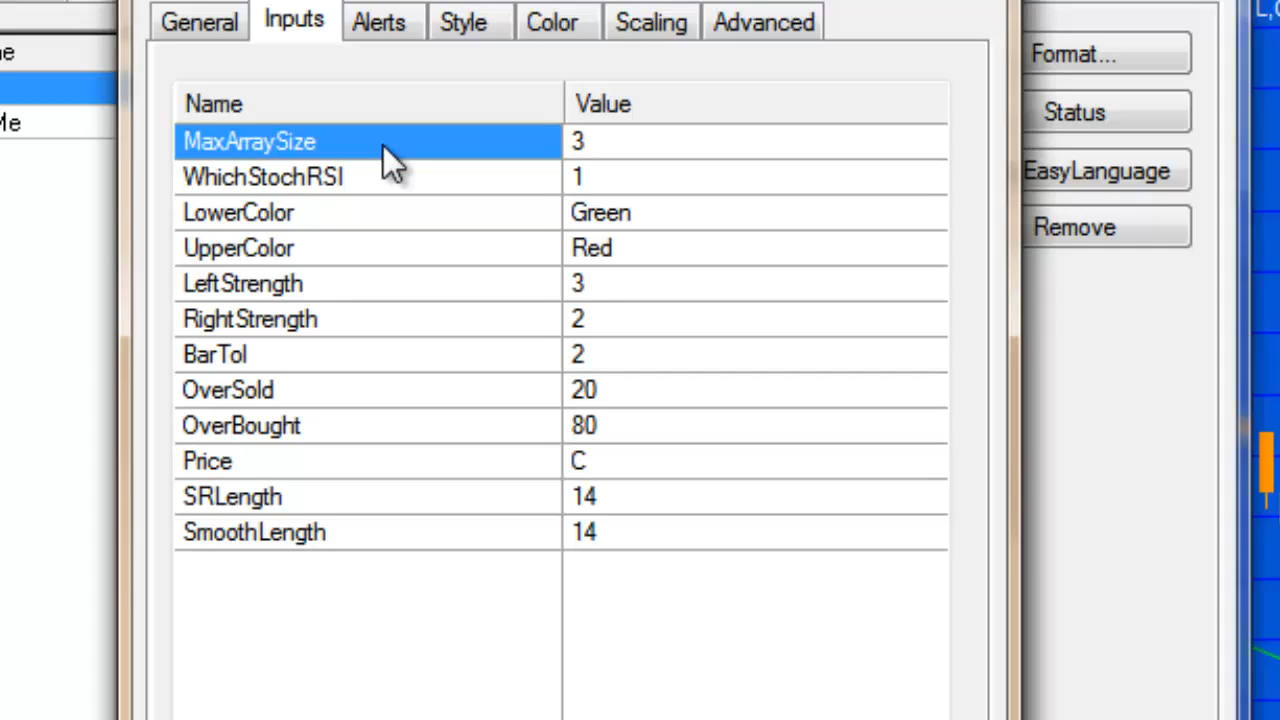 General Inputs Alerts Style Color Scaling Advanced
Name Value
MaxArraySize 3
WhichStochRSI 1
LowerColor Green
UpperColor Red
LeftStrength 3
RightStrength 2
BarTol 2
OverSold 20
OverBought 80
Price C
SRLength 14
SmoothLength 14
Format...
Status
EasyLanguage
Remove